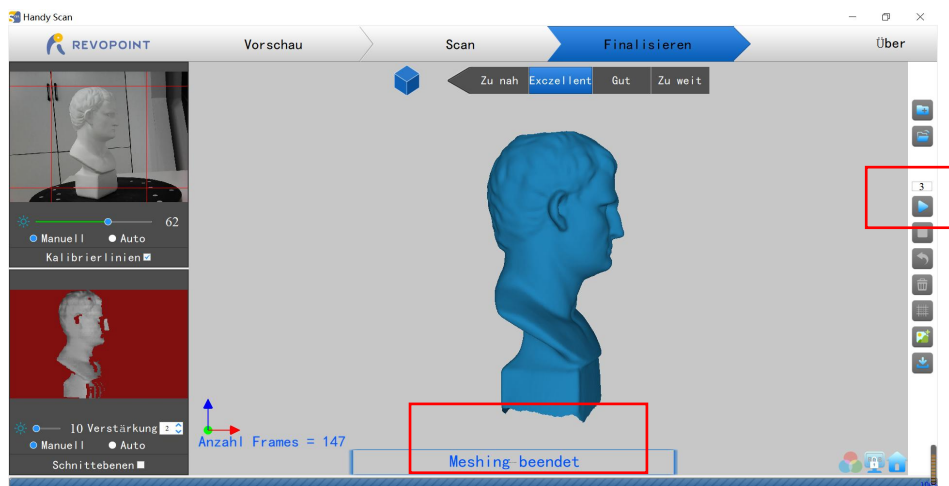 Handy Scan
REVOPOINT
Vorschau
Scan
Finalisieren
Über
Zu nah
Exczellent
Gut
Zu weit
62
Manuell
Auto
Kalibrierlinien
3
10 Verstärkung 2
Manuell
Auto
Schnittebenen
Anzahl Frames = 147
Meshing beendet